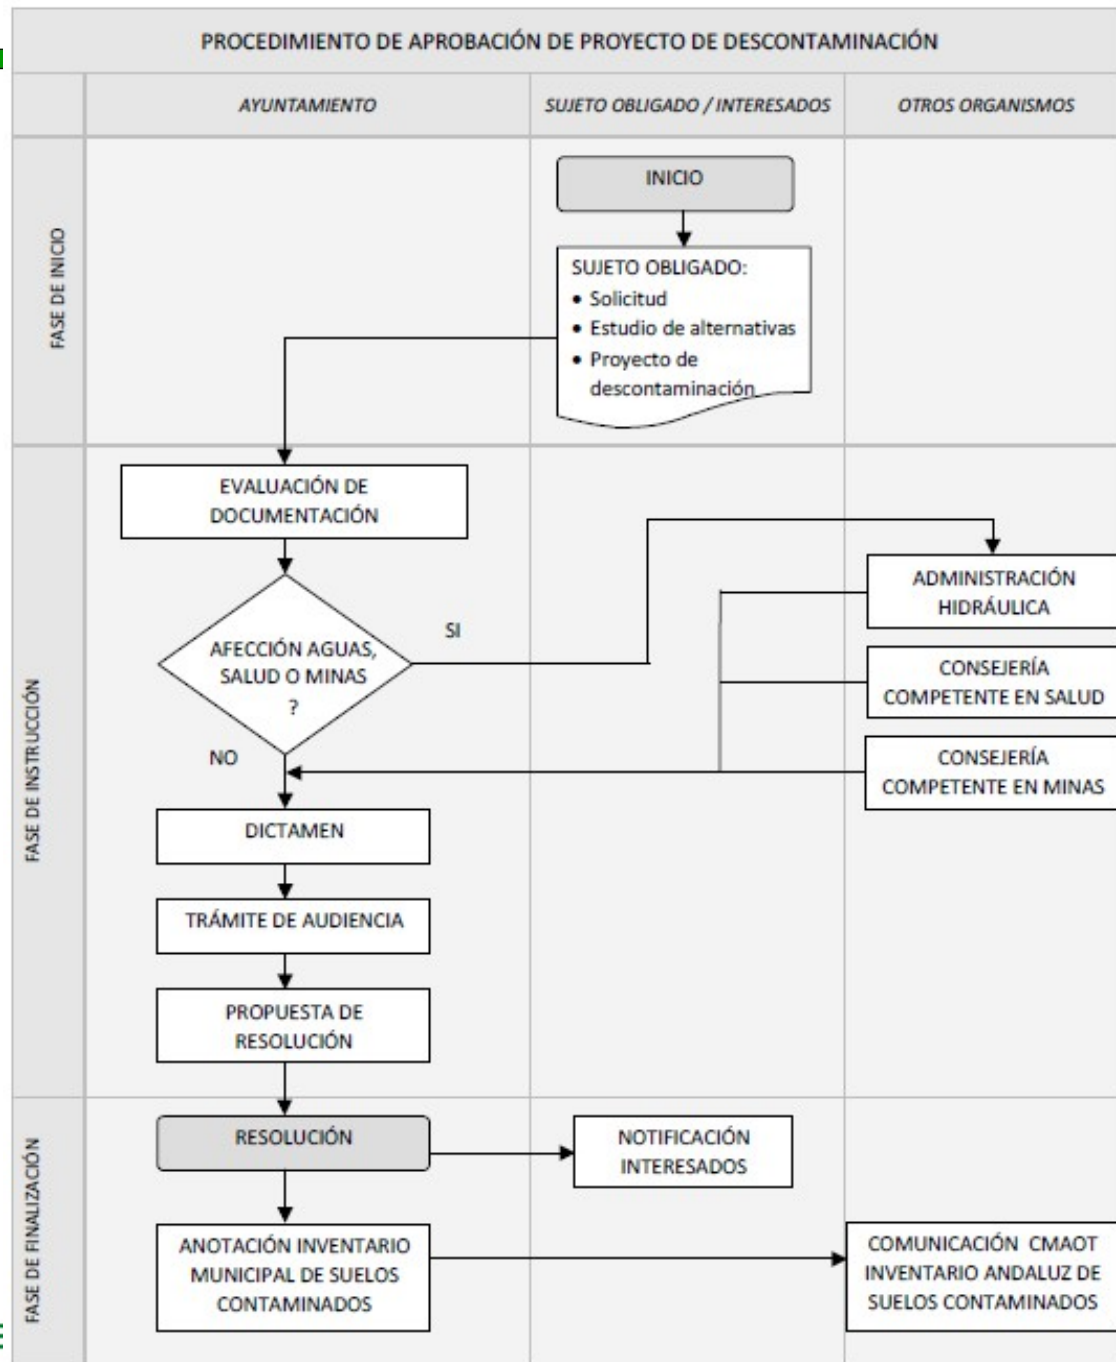 PROCEDIMIENTO DE APROBACIÓN DE PROYECTO DE DESCONTAMINACIÓN
AYUNTAMIENTO
SUJETO OBLIGADO / INTERESADOS
OTROS ORGANISMOS
FASE DE INICIO
INICIO
SUJETO OBLIGADO:
• Solicitud
• Estudio de alternativas
• Proyecto de
descontaminación
FASE DE INSTRUCCIÓN
EVALUACIÓN DE
DOCUMENTACIÓN
AFECCIÓN AGUAS,
SALUD O MINAS
?
SI
NO
ADMINISTRACIÓN
HIDRÁULICA
CONSEJERÍA
COMPETENTE EN SALUD
CONSEJERÍA
COMPETENTE EN MINAS
DICTAMEN
TRÁMITE DE AUDIENCIA
PROPUESTA DE
RESOLUCIÓN
FASE DE FINALIZACIÓN
RESOLUCIÓN
NOTIFICACIÓN
INTERESADOS
ANOTACIÓN INVENTARIO
MUNICIPAL DE SUELOS
CONTAMINADOS
COMUNICACIÓN CMAOT
INVENTARIO ANDALUZ DE
SUELOS CONTAMINADOS